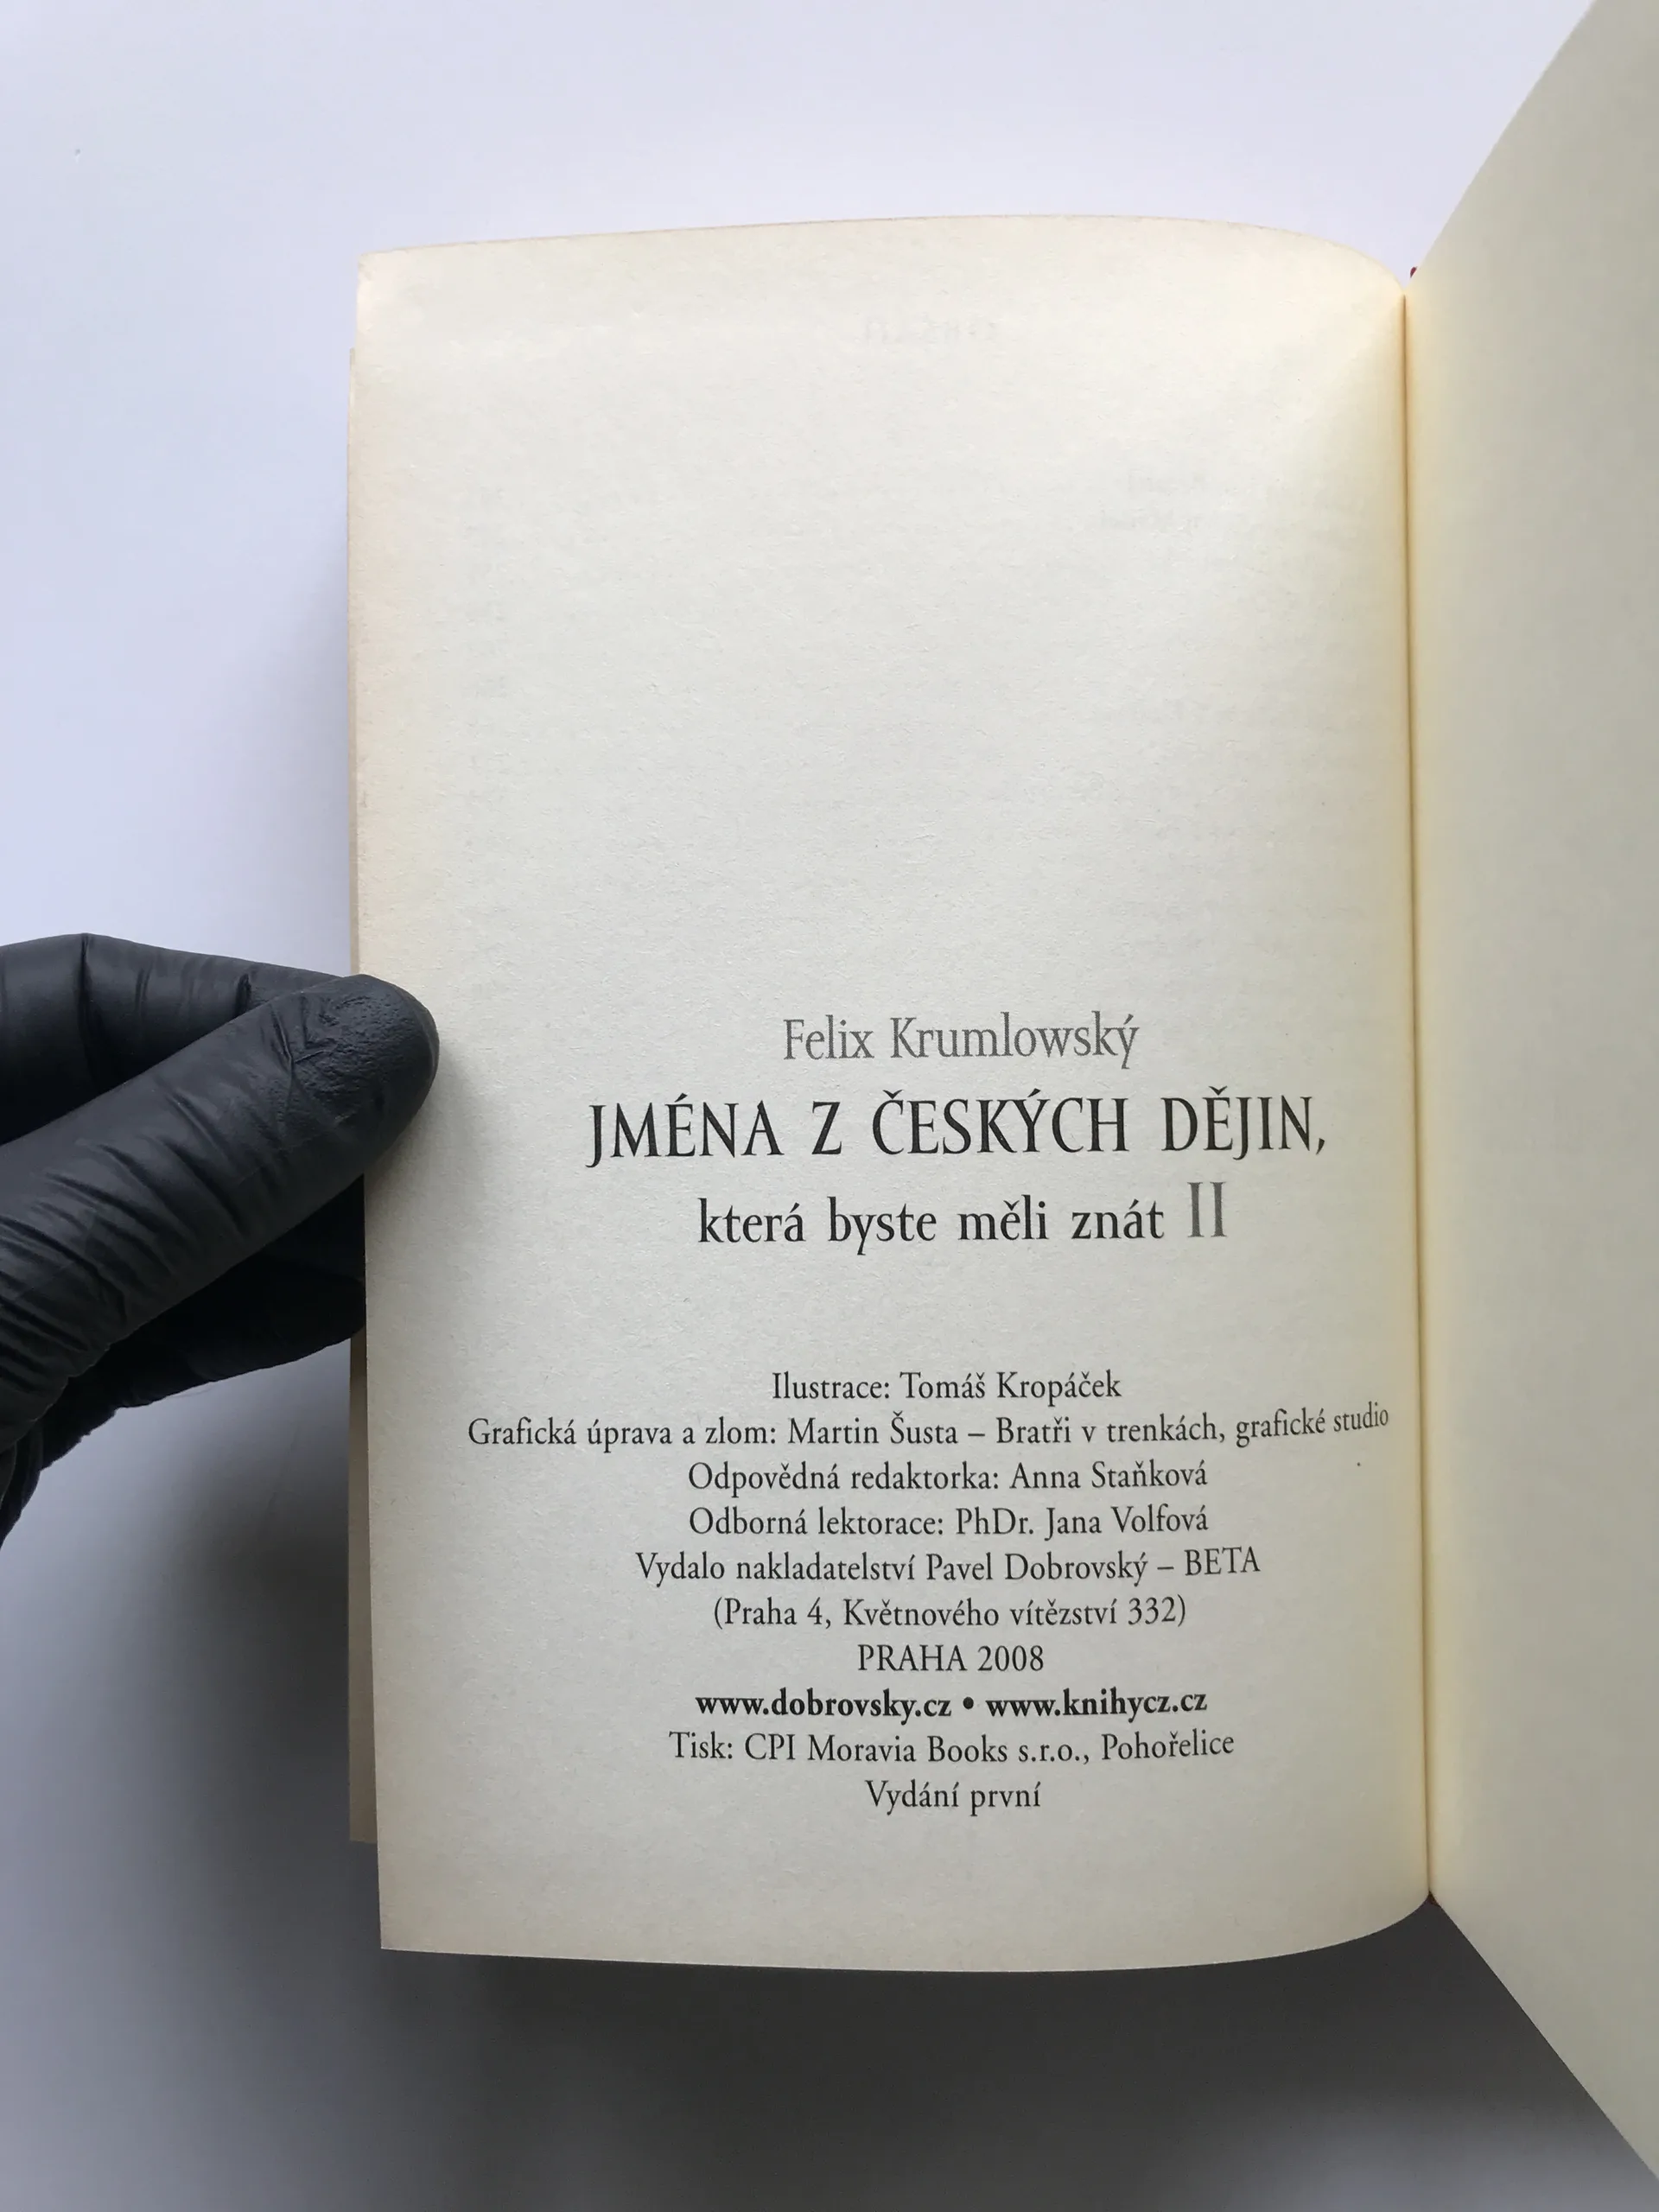 Felix Krumlowský
JMÉNA Z ČESKÝCH DĚJIN,
která byste měli znát II
Ilustrace: Tomáš Kropáček
Grafická úprava a zlom: Martin Šusta – Bratři v trenkách, grafické studio
Odpovědná redaktorka: Anna Staňková
Odborná lektorace: PhDr. Jana Volfová
Vydalo nakladatelství Pavel Dobrovský – BETA
(Praha 4, Květnového vítězství 332)
PRAHA 2008
www.dobrovsky.cz • www.knihycz.cz
Tisk: CPI Moravia Books s.r.o., Pohořelice
Vydání první